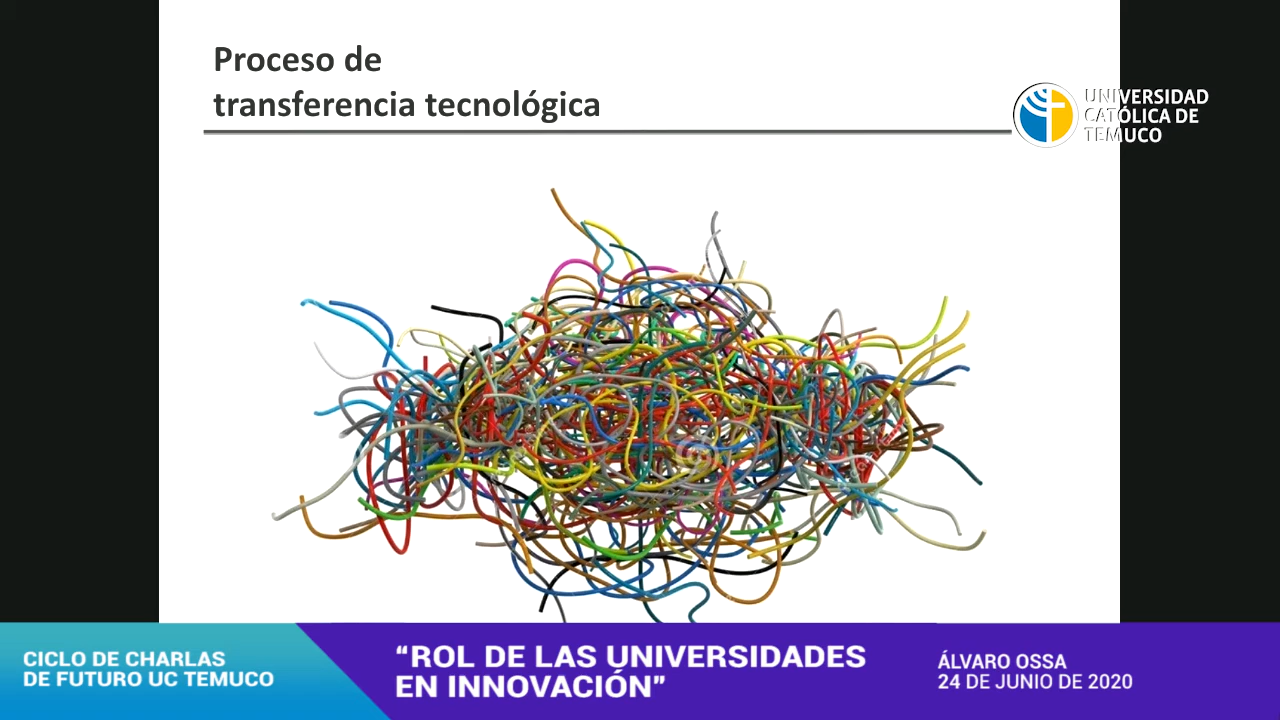 Proceso de
transferencia tecnológica
UNIVERSIDAD
CATÓLICA DE
TEMUCO
CICLO DE CHARLAS
DE FUTURO UC TEMUCO
“ROL DE LAS UNIVERSIDADES
EN INNOVACIÓN”
ÁLVARO OSSA
24 DE JUNIO DE 2020